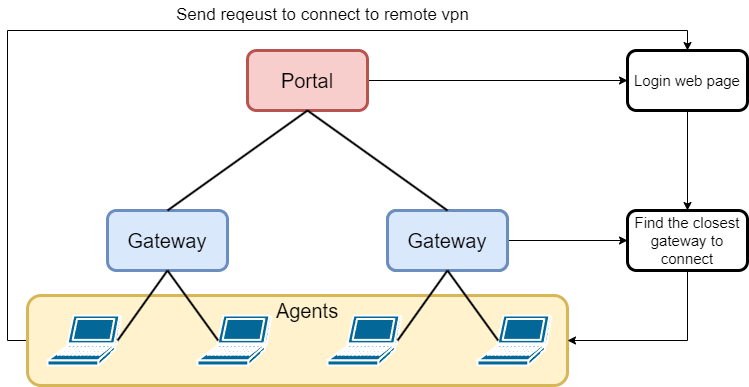 Send reqeust to connect to remote vpn
Portal
Login web page
Gateway
Gateway
Find the closest
gateway to
connect
Agents